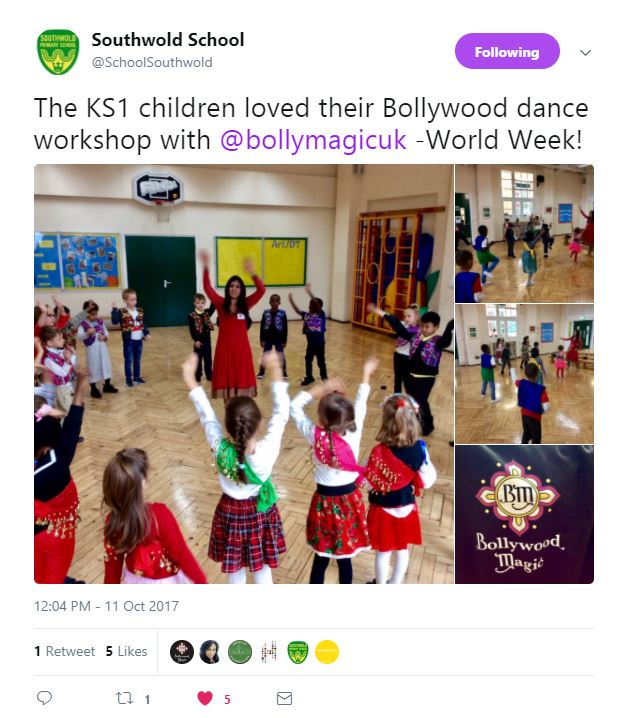 Southwold School
@SchoolSouthwold
Following
The KS1 children loved their Bollywood dance
workshop with @bollymagicuk -World Week!
Art/DT
BM
Bollywood
Magic
12:04 PM - 11 Oct 2017
1 Retweet 5 Likes
1 5